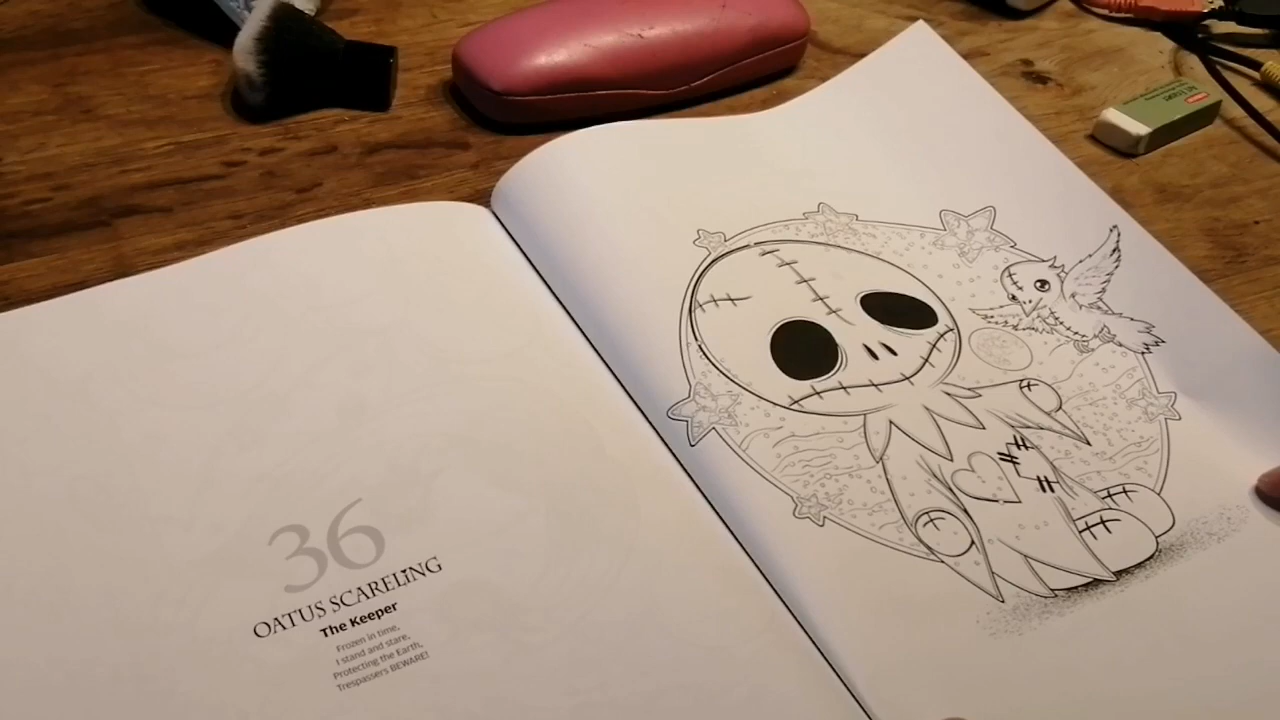 36
OATUS SCARELiNG
The Keeper
Frozen in time,
I stand and stare,
Protecting the Earth,
Trespassers BEWARE!